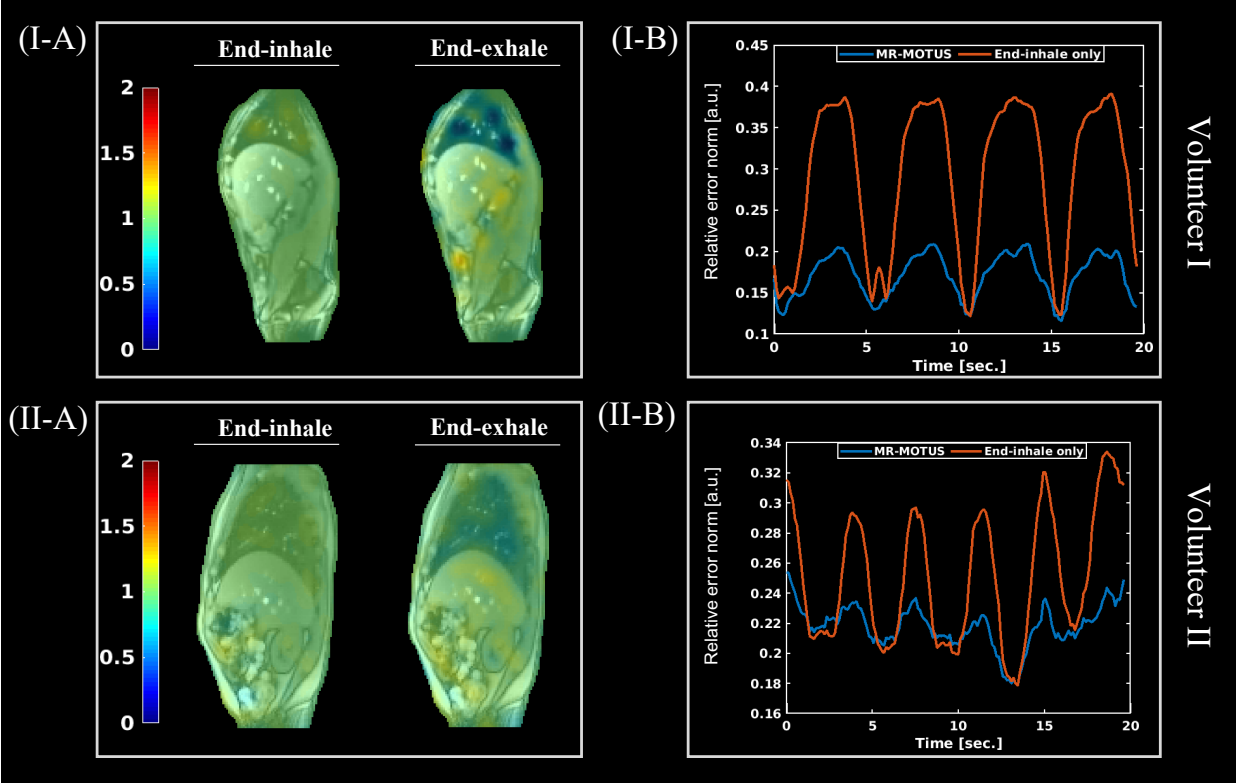 (I-A)
End-inhale
End-exhale
2
1.5
1
0.5
0
(I-B)
MR-MOTUS
End-inhale only
Relative error norm [a.u.]
0.45
0.4
0.35
0.3
0.25
0.2
0.15
0.1
0
5
10
15
20
Time [sec.]
Volunteer I
(II-A)
End-inhale
End-exhale
2
1.5
1
0.5
0
(II-B)
MR-MOTUS
End-inhale only
Relative error norm [a.u.]
0.34
0.32
0.3
0.28
0.26
0.24
0.22
0.2
0.18
0.16
0
5
10
15
20
Time [sec.]
Volunteer II